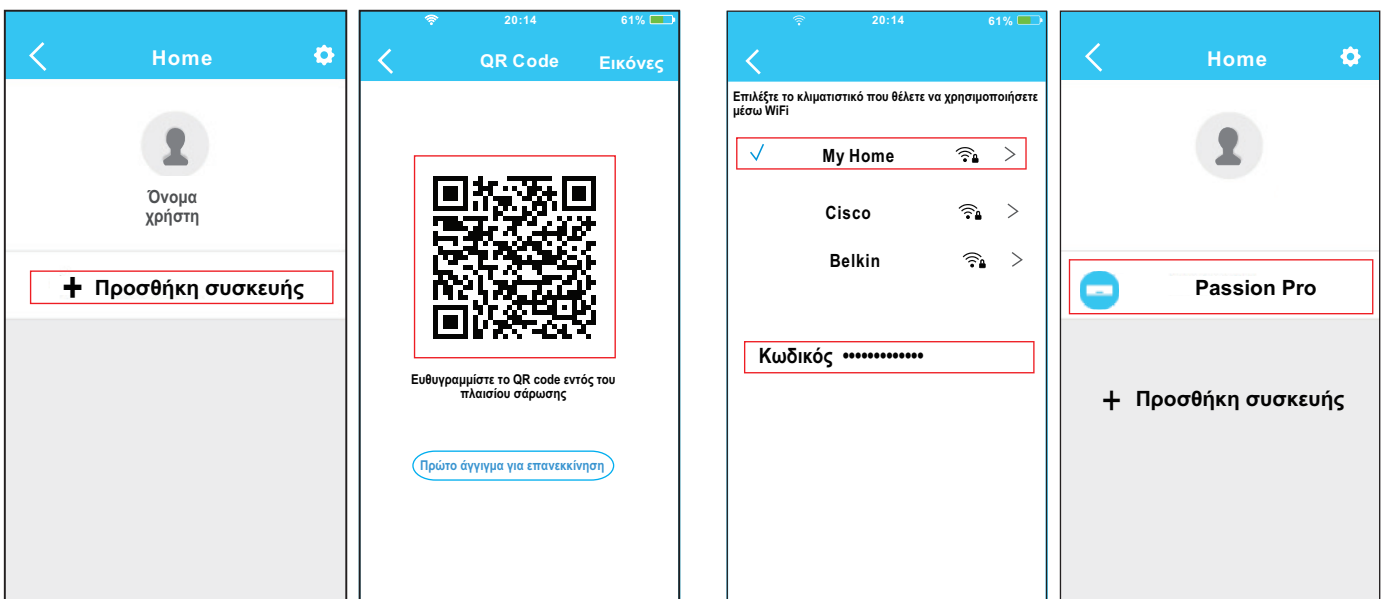 Home
Όνομα
χρήστη
+ Προσθήκη συσκευής
20:14 61%
QR Code Εικόνες
Ευθυγραμμίστε το QR code εντός του
πλαισίου σάρωσης
Πρώτο άγγιγμα για επανεκκίνηση
20:14 61%
Επιλέξτε το κλιματιστικό που θέλετε να χρησιμοποιήσετε
μέσω WiFi
My Home
Cisco
Belkin
Κωδικός •••••••••••••
Home
Passion Pro
+ Προσθήκη συσκευής